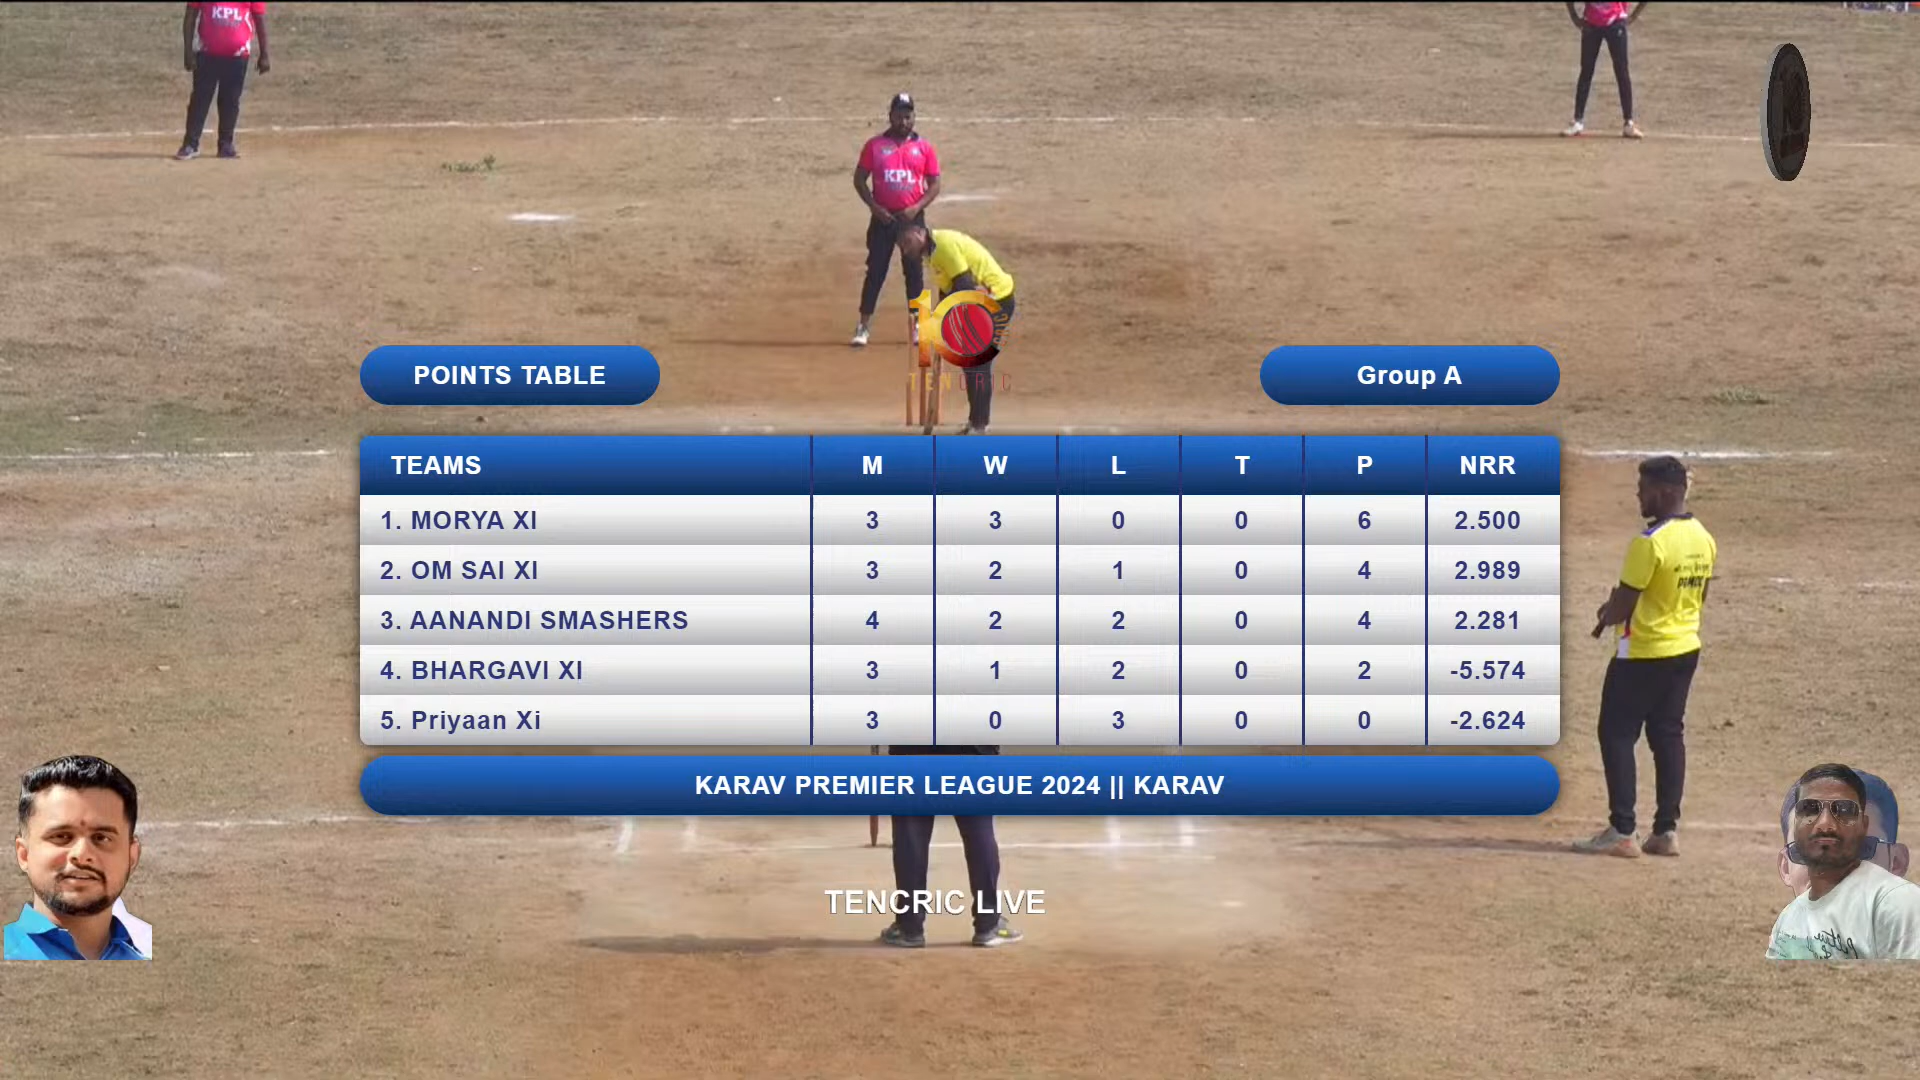 KPL
KPL
POINTS TABLE
TENCRIC
Group A
TEAMS M W L T P NRR
1. MORYA XI 3 3 0 0 6 2.500
2. OM SAI XI 3 2 1 0 4 2.989
3. AANANDI SMASHERS 4 2 2 0 4 2.281
4. BHARGAVI XI 3 1 2 0 2 -5.574
5. Priyaan Xi 3 0 3 0 0 -2.624
KARAV PREMIER LEAGUE 2024 || KARAV
TENCRIC LIVE